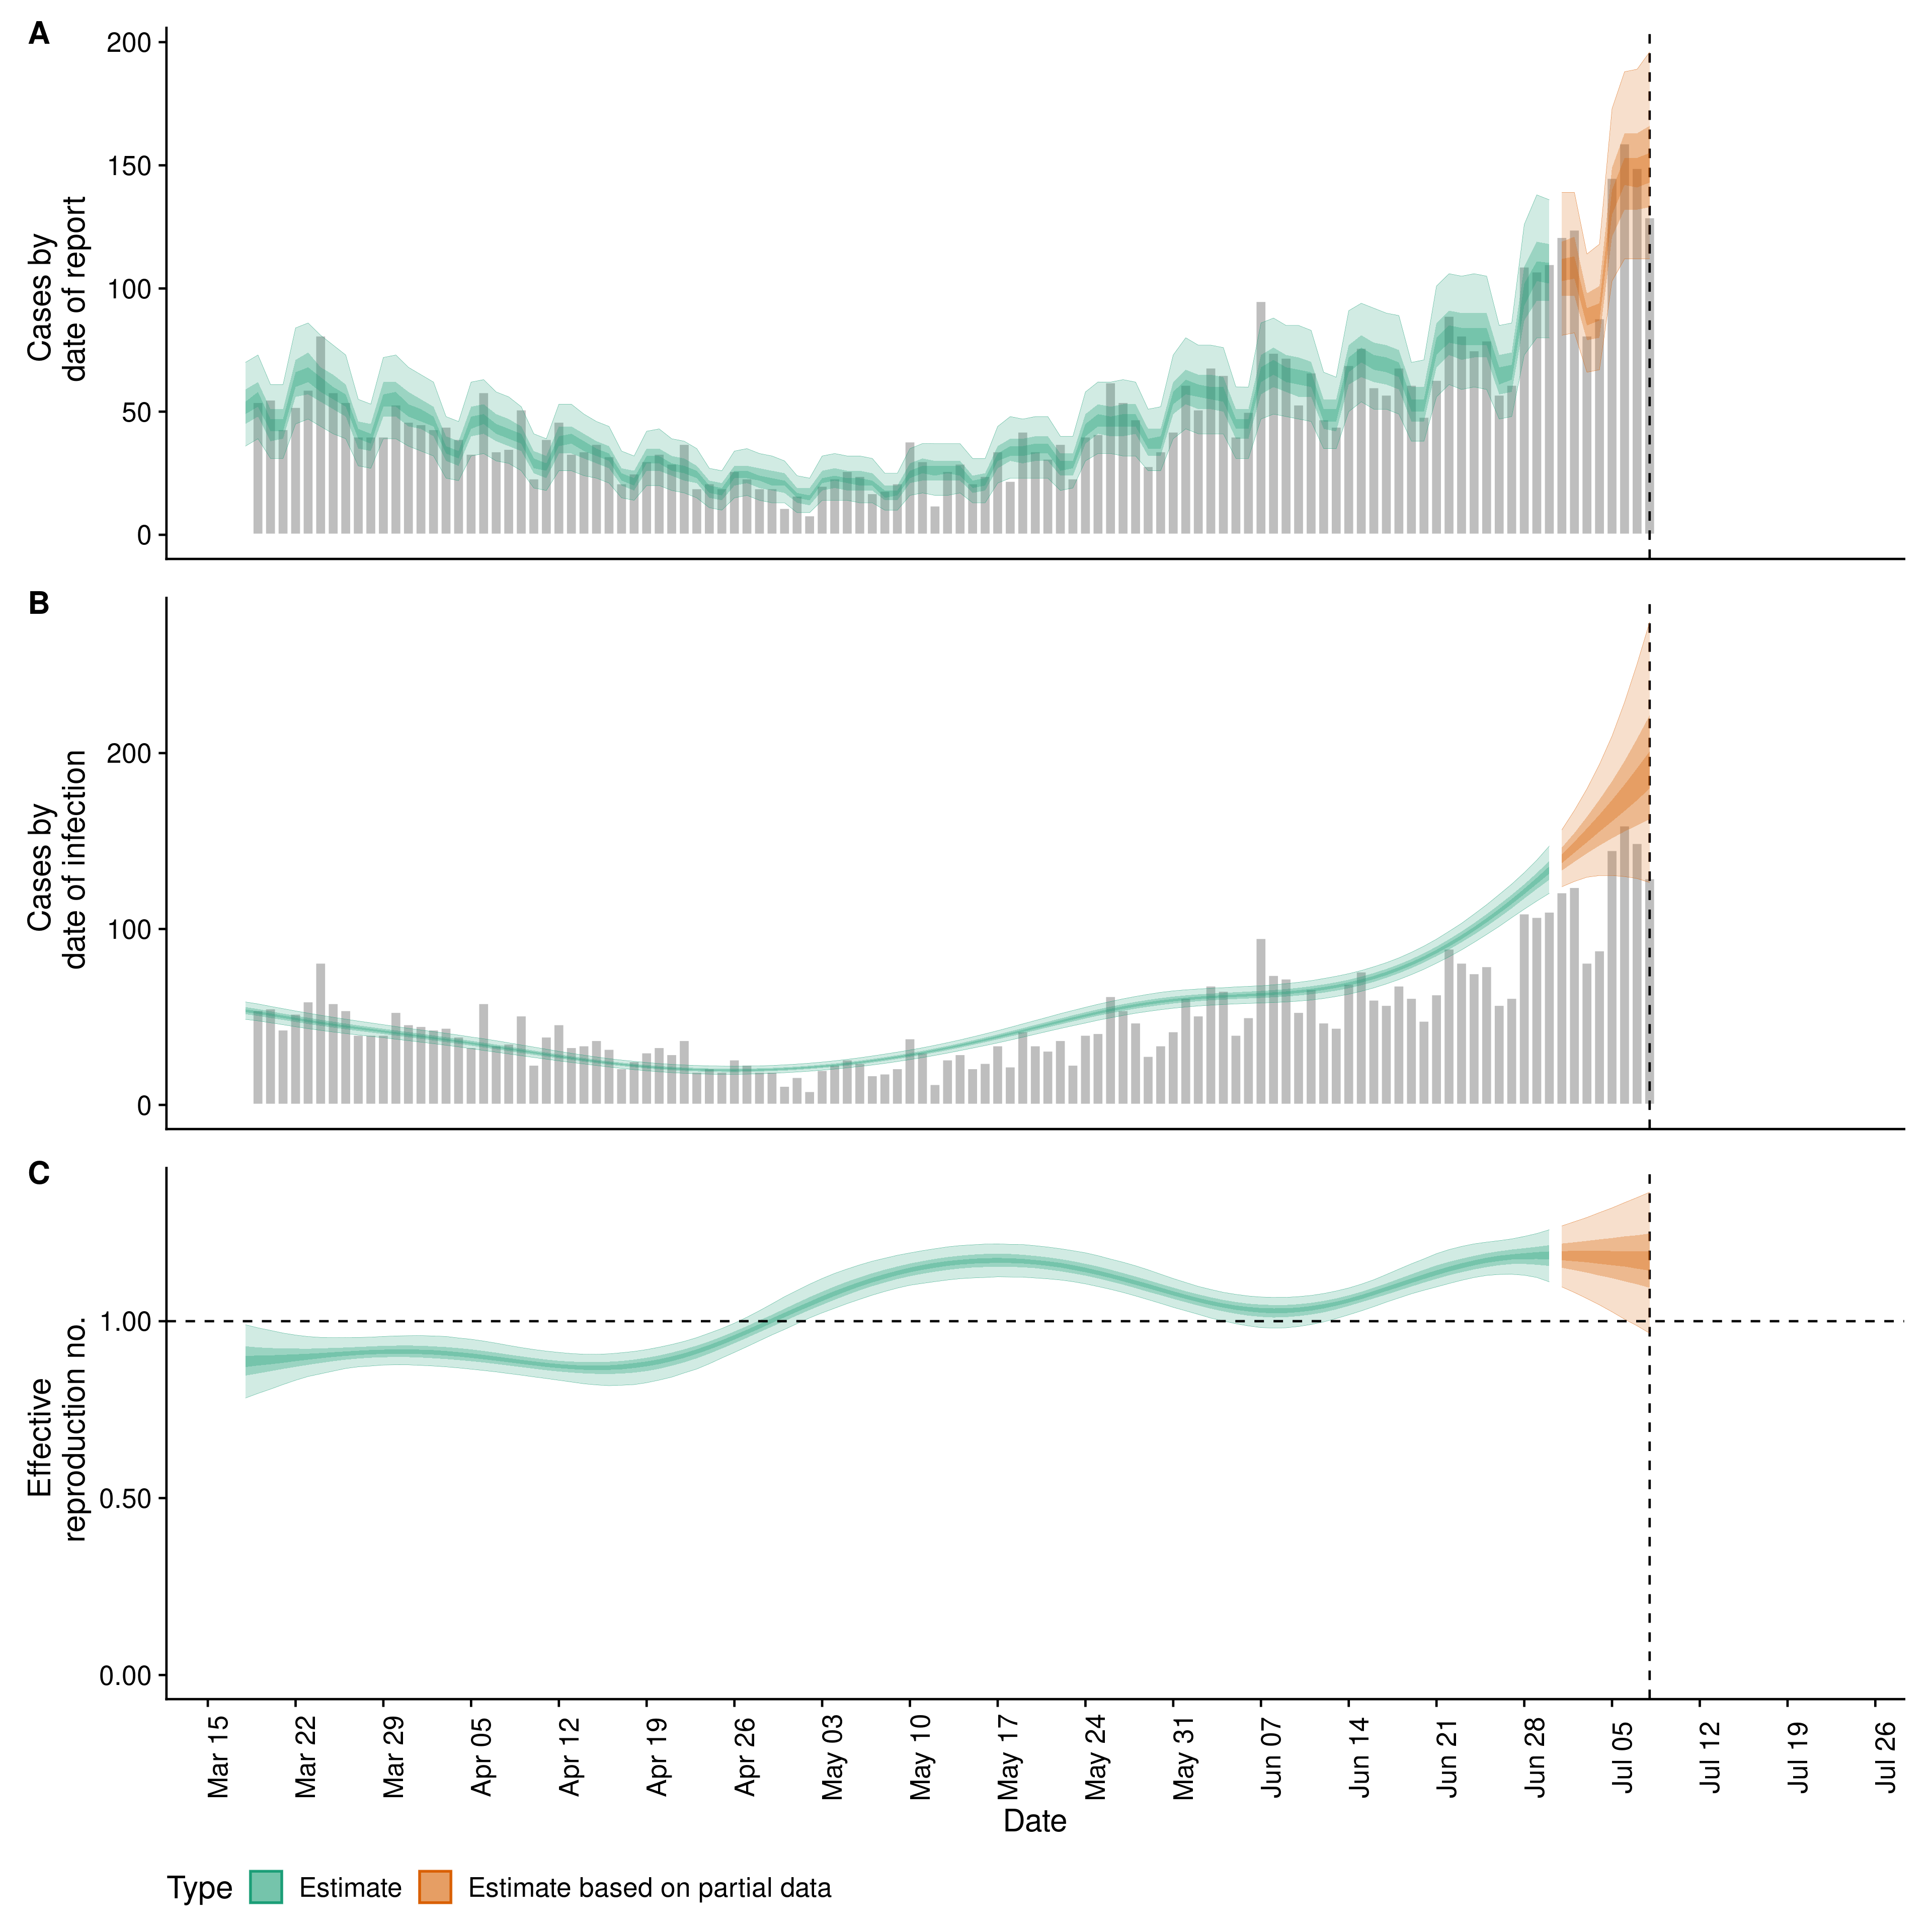 A
Cases by
date of report
200
150
100
50
0
B
Cases by
date of infection
200
100
0
C
Effective
reproduction no.
1.00
0.50
0.00
Mar 15
Mar 22
Mar 29
Apr 05
Apr 12
Apr 19
Apr 26
May 03
May 10
May 17
May 24
May 31
Jun 07
Jun 14
Jun 21
Jun 28
Jul 05
Jul 12
Jul 19
Jul 26
Date
Type Estimate Estimate based on partial data